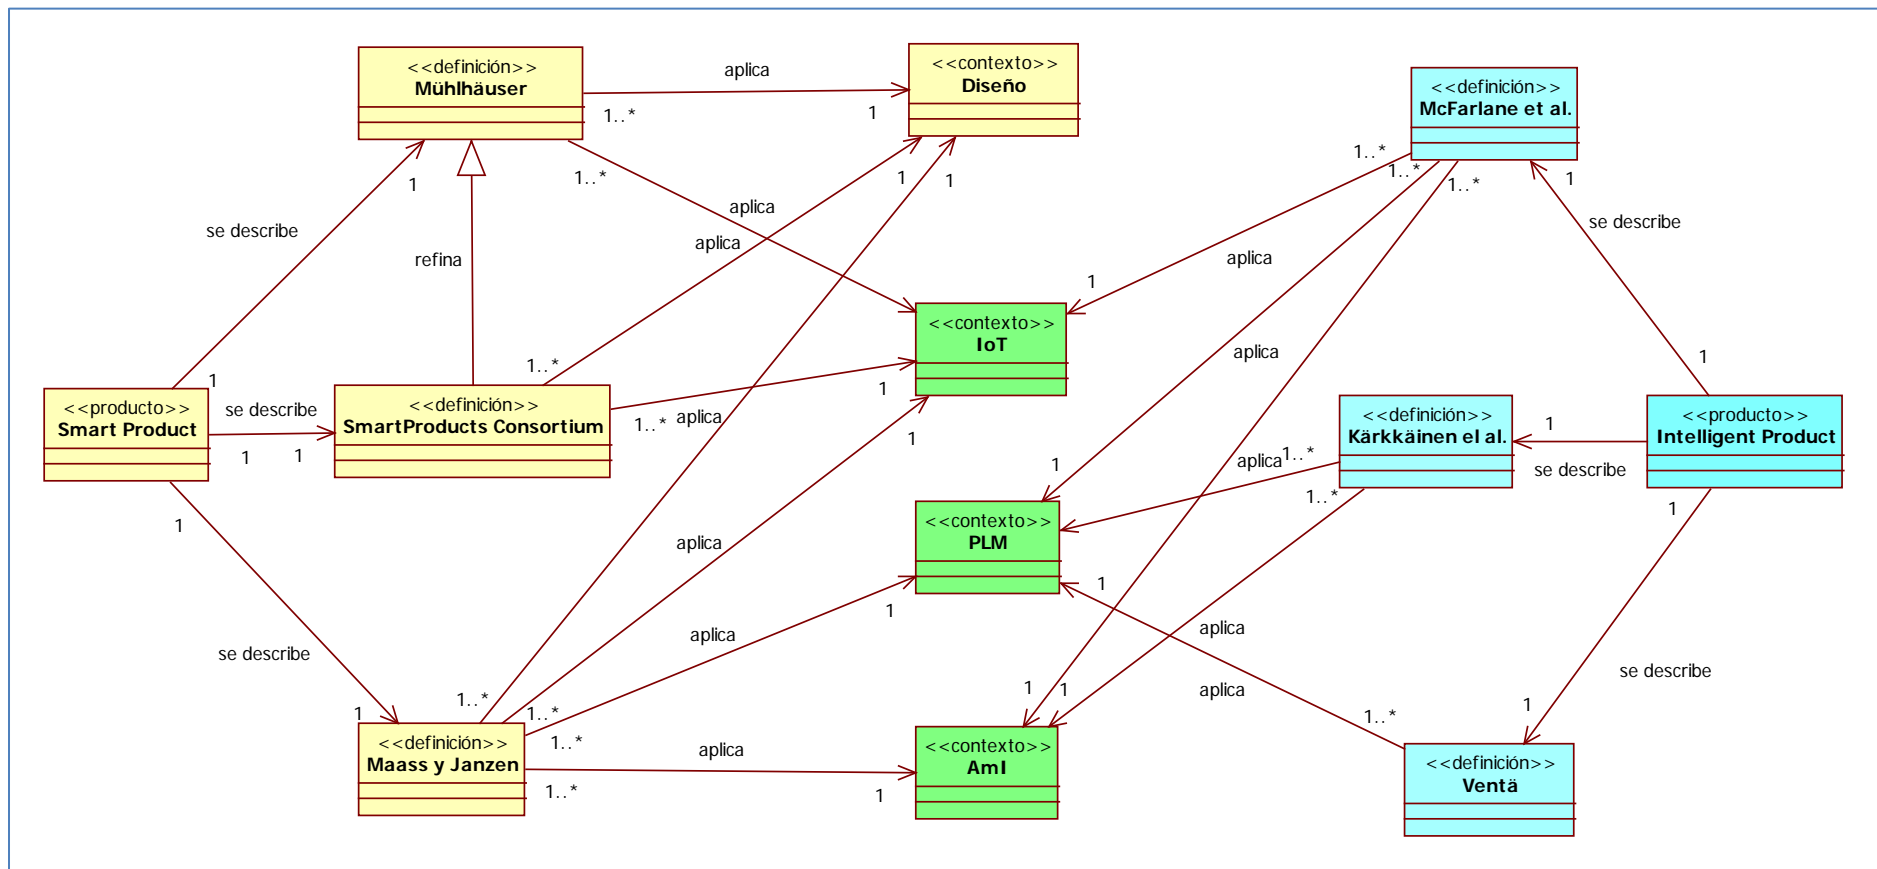 <<definición>>
Mühlhäuser
aplica
1..*
1
<<contexto>>
Diseño
<<definición>>
McFarlane et al.
1
1..*
1
1
1..*
1..*
1..*
1
se describe
aplica
aplica
se describe
refina
aplica
1
1
<<contexto>>
IoT
aplica
1
1..*
1
aplica
1
<<producto>>
Smart Product
se describe
1
1
<<definición>>
SmartProducts Consortium
1..*
aplica
1
1
<<definición>>
Kärkkäinen el al.
1
se describe
<<producto>>
Intelligent Product
1
1
aplica
1..*
1..*
1
<<contexto>>
PLM
aplica
1
1
aplica
aplica
se describe
se describe
aplica
1
1..*
1..*
1..*
1
1
1
1..*
<<definición>>
Maass y Janzen
aplica
1..*
1
<<contexto>>
AmI
<<definición>>
Ventä